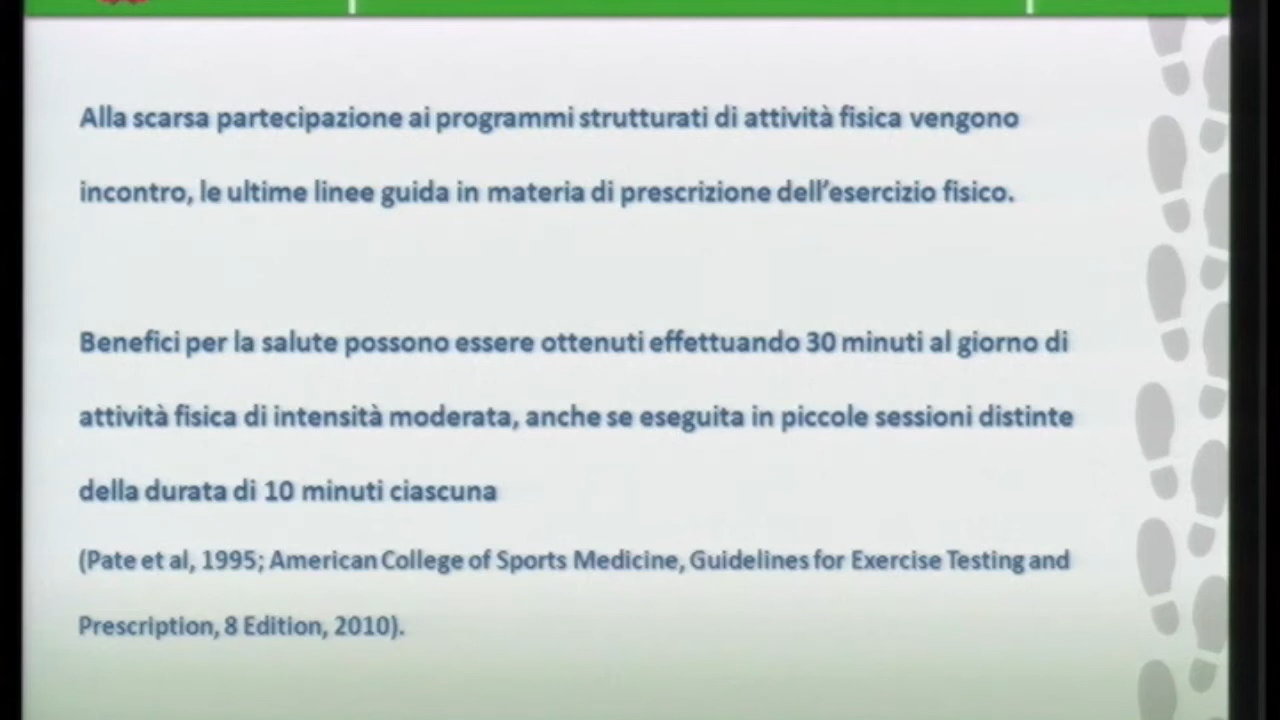 Alla scarsa partecipazione ai programmi strutturati di attività fisica vengono
incontro, le ultime linee guida in materia di prescrizione dell’esercizio fisico.
Benefici per la salute possono essere ottenuti effettuando 30 minuti al giorno di
attività fisica di intensità moderata, anche se eseguita in piccole sessioni distinte
della durata di 10 minuti ciascuna
(Pate et al, 1995; American College of Sports Medicine, Guidelines for Exercise Testing and
Prescription, 8 Edition, 2010).